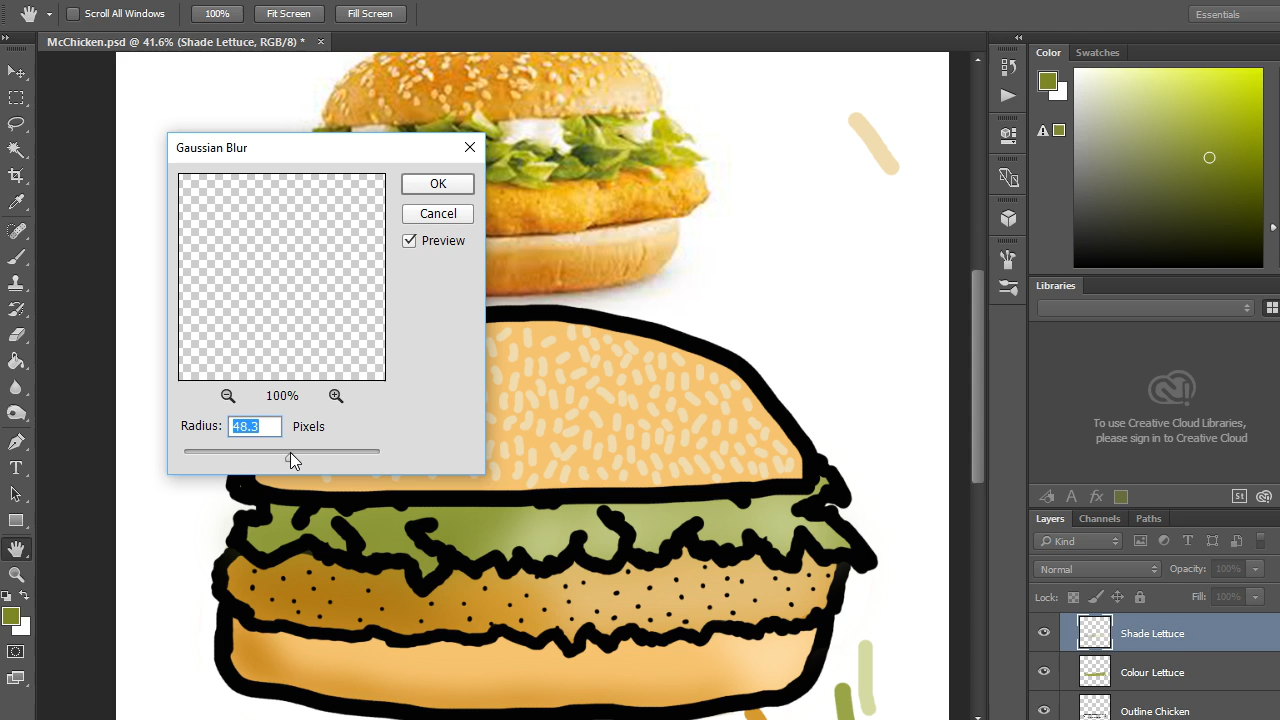 Scroll All Windows
100%
Fit Screen
Fill Screen
Essentials
McChicken.psd @ 41.6% (Shade Lettuce, RGB/8) *
Gaussian Blur
OK
Cancel
Preview
100%
Radius: 48.3 Pixels
Color
Swatches
Libraries
To use Creative Cloud Libraries,
please sign in to Creative Cloud
St
Layers
Channels
Paths
Kind
Normal
Opacity: 100%
Lock:
Fill: 100%
Shade Lettuce
Colour Lettuce
Outline Chicken